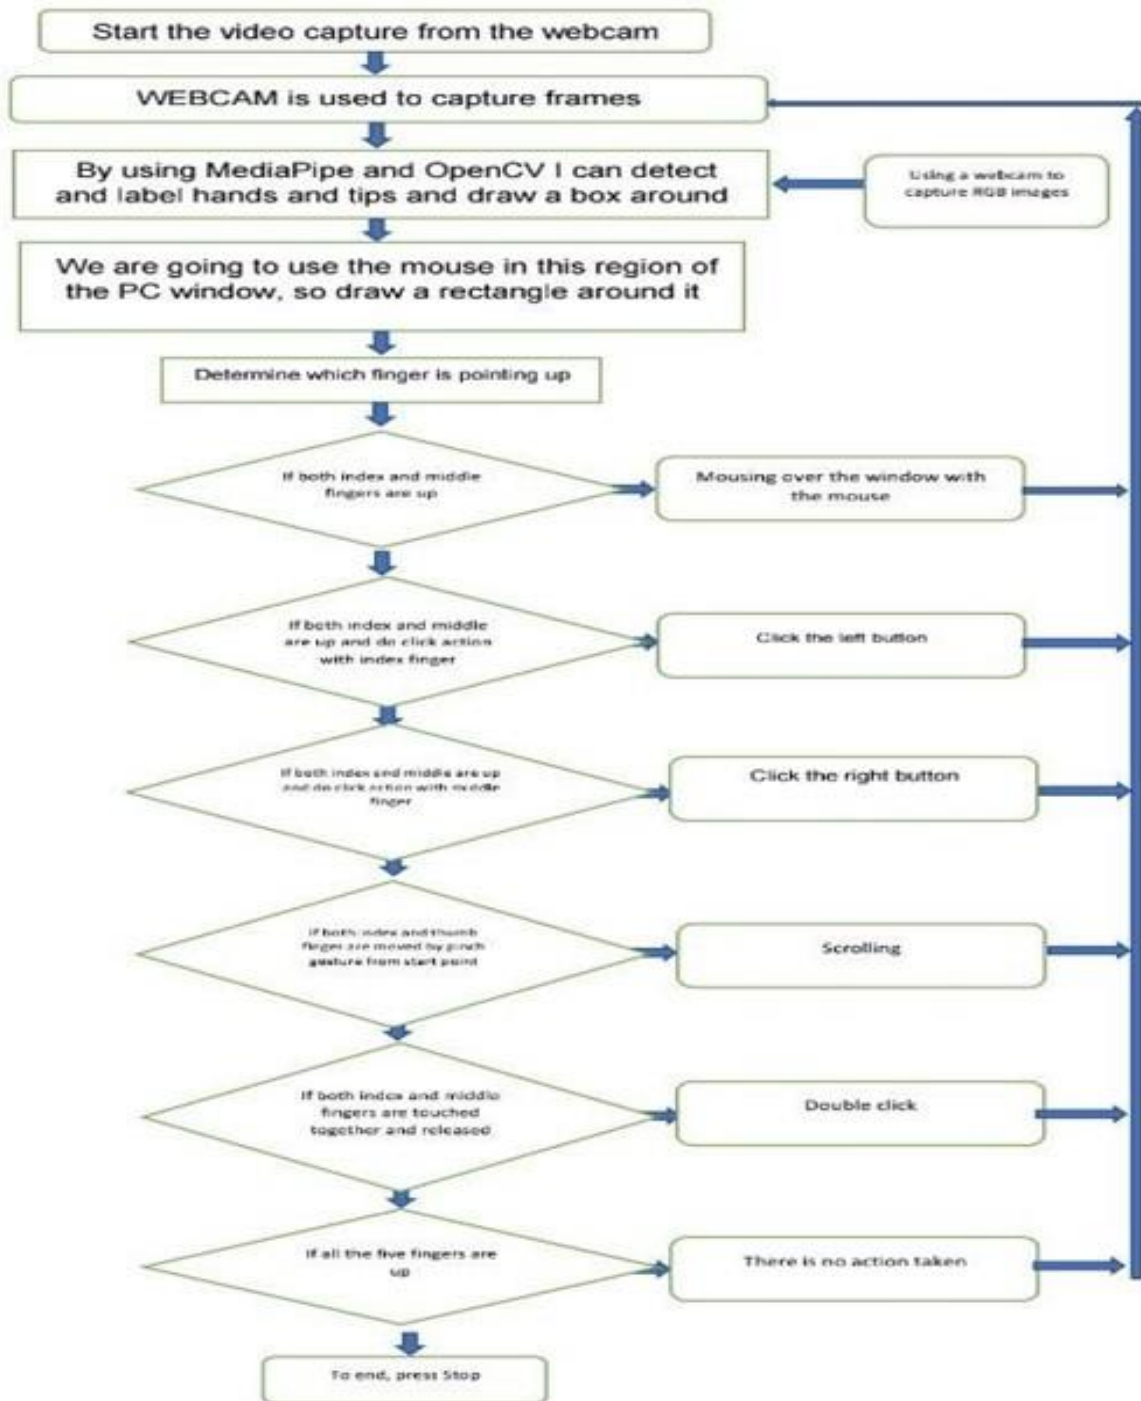 Start the video capture from the webcam
WEBCAM is used to capture frames
By using MediaPipe and OpenCV I can detect
and label hands and tips and draw a box around
Using a webcam to
capture RGB images
We are going to use the mouse in this region of
the PC window, so draw a rectangle around it
Determine which finger is pointing up
If both index and middle
fingers are up
Mousing over the window with
the mouse
If both index and middle
are up and do click action
with index finger
Click the left button
If both index and middle are up
and do click action with middle
finger
Click the right button
If both index and thumb
finger are moved by pinch
gesture from start point
Scrolling
If both index and middle
fingers are touched
together and released
Double click
If all the five fingers are
up
There is no action taken
To end, press Stop